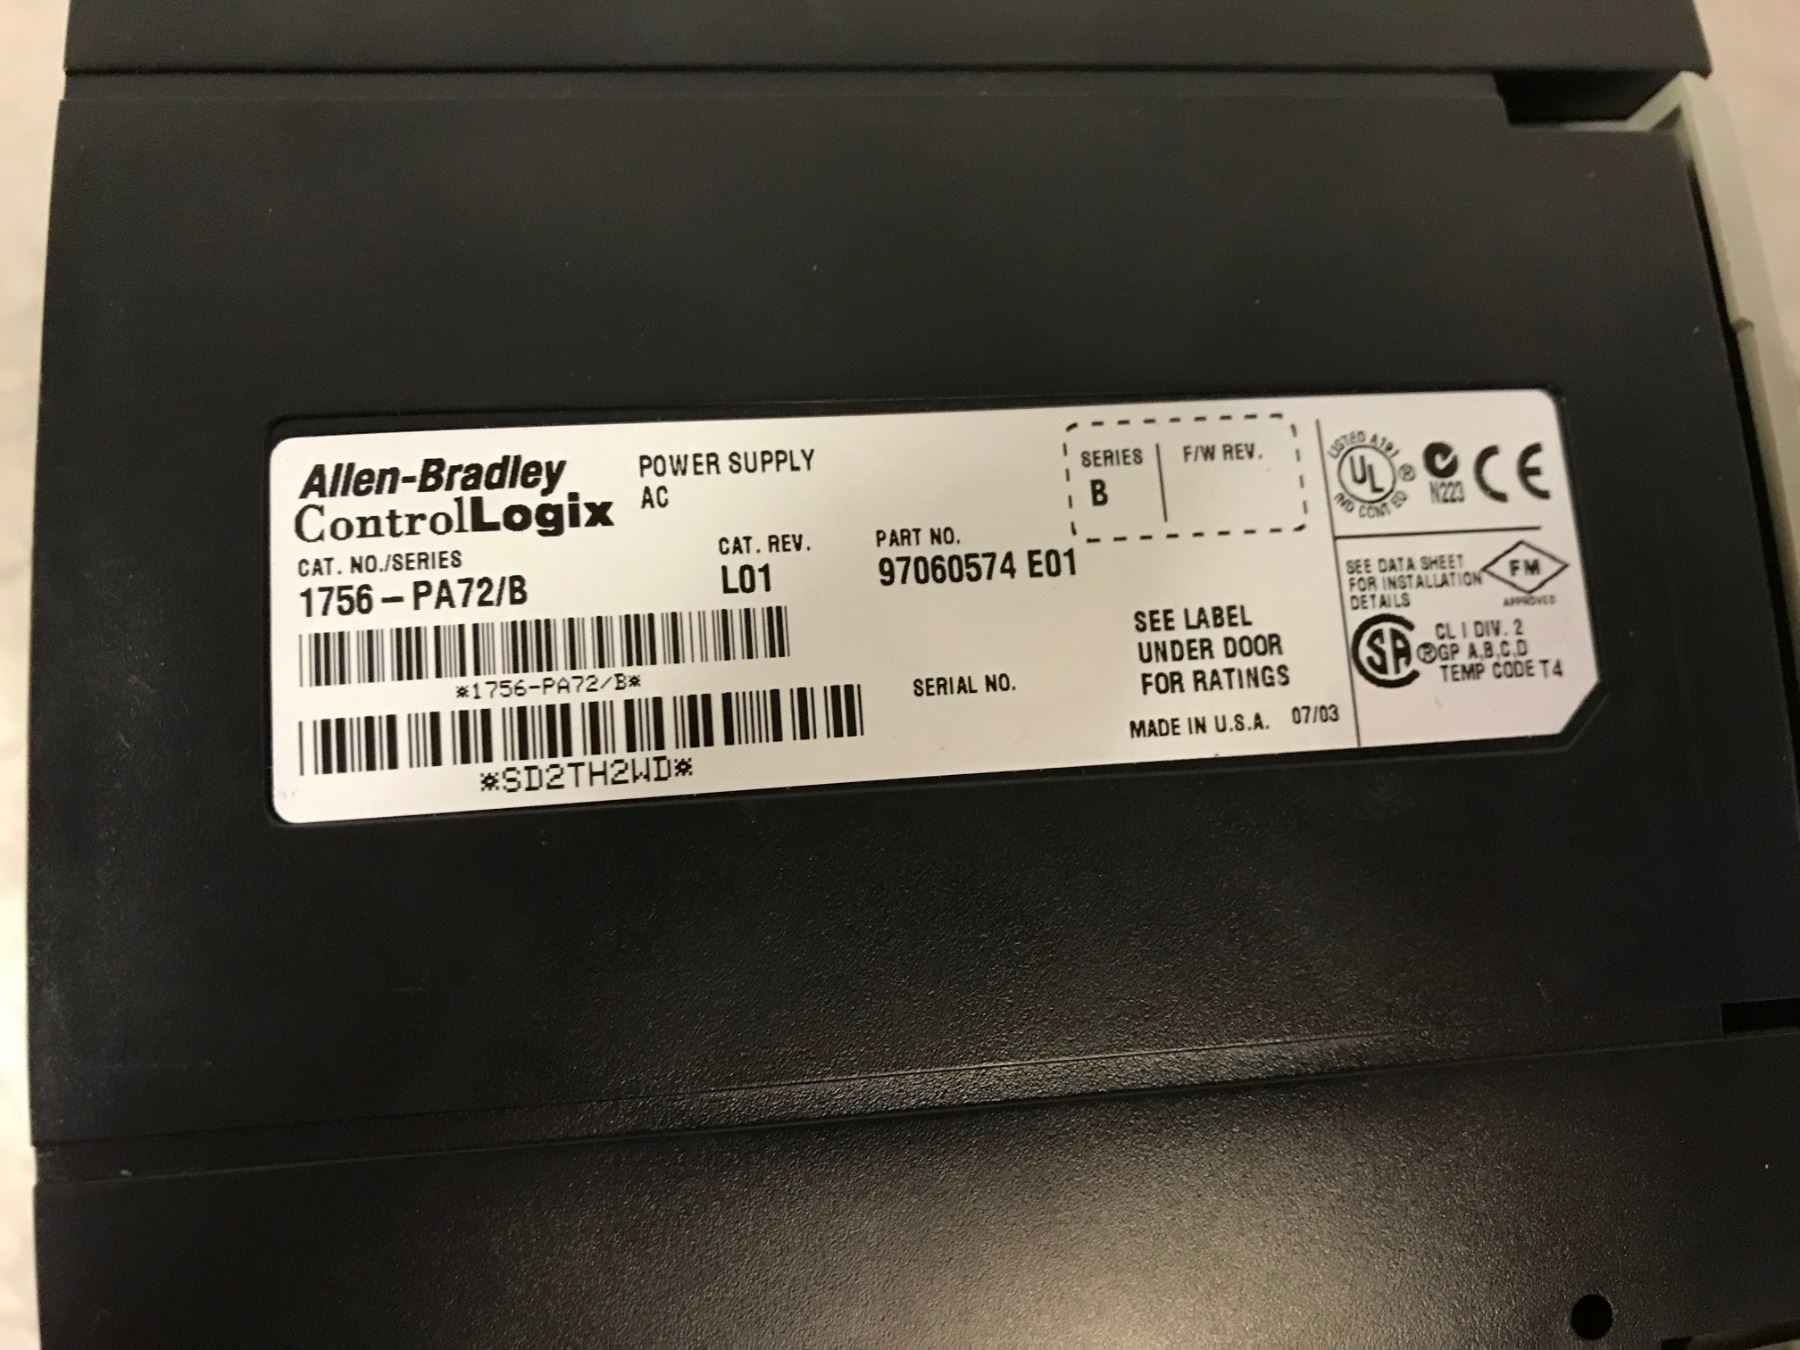 Allen-Bradley
ControlLogix
POWER SUPPLY
AC
CAT. NO./SERIES
1756-PA72/B
CAT. REV.
L01
PART NO.
97060574 E01
SERIES
B
F/W REV.
*1756-PA72/B*
*SD2TH2WD*
SERIAL NO.
SEE LABEL
UNDER DOOR
FOR RATINGS
MADE IN U.S.A. 07/03
LISTED A197
UL ®
IND CONT EQ
N223
CE
SEE DATA SHEET
FOR INSTALLATION
DETAILS
FM
APPROVED
SA ®
CL I DIV. 2
GP A,B,C,D
TEMP CODE T4